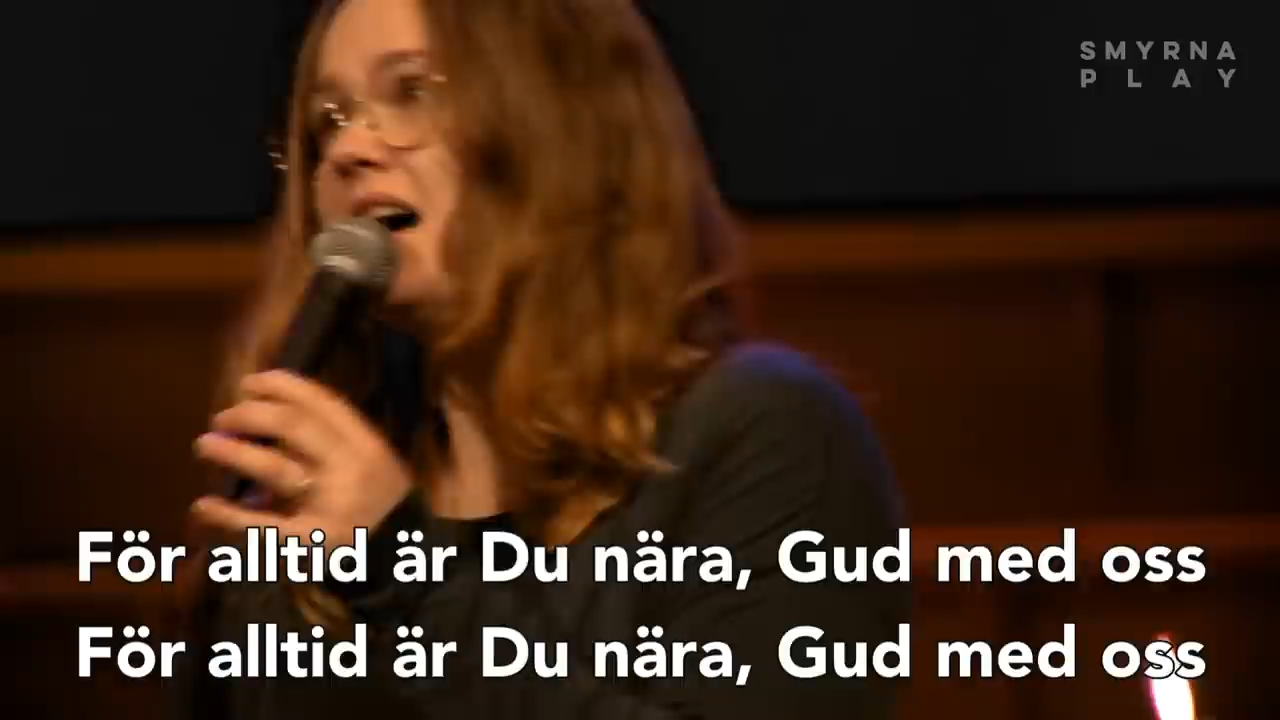 SMYRNA
PLAY
För alltid är Du nära, Gud med oss
För alltid är Du nära, Gud med oss